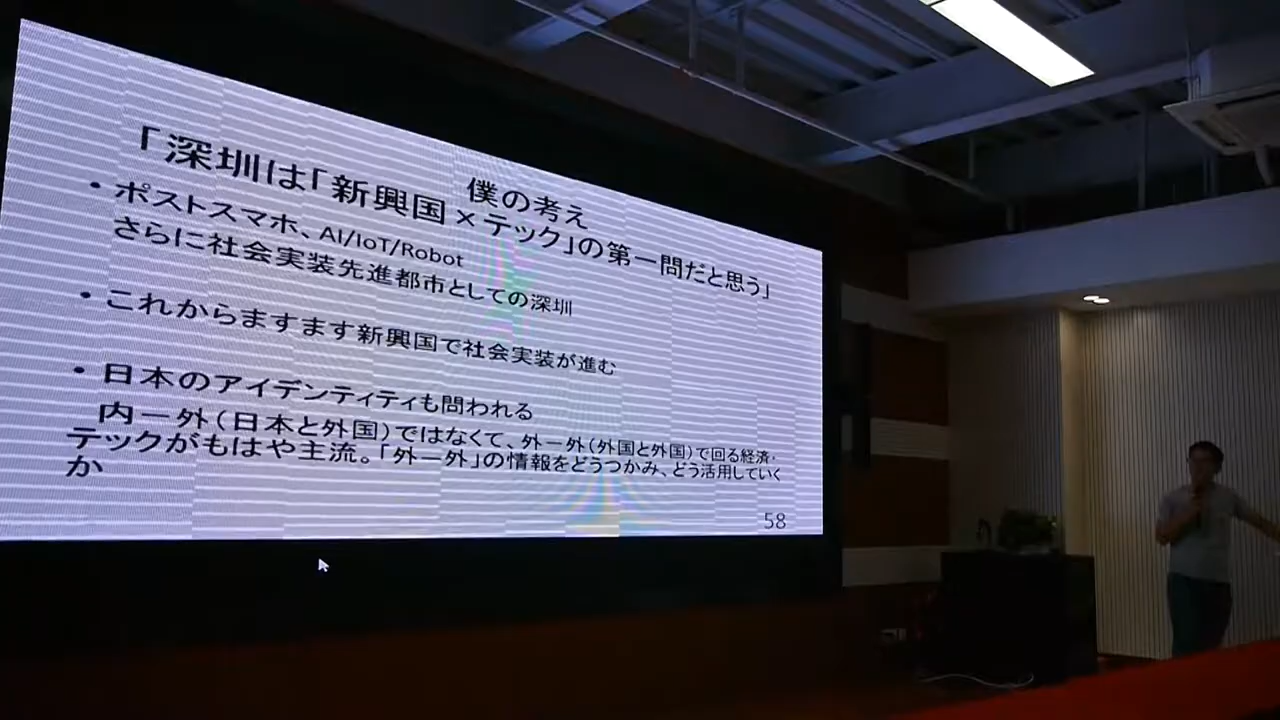 僕の考え
「深圳は「新興国×テック」の第一問だと思う」
・ポストスマホ、AI/IoT/Robot
さらに社会実装先進都市としての深圳
・これからますます新興国で社会実装が進む
・日本のアイデンティティも問われる
内ー外（日本と外国）ではなくて、外ー外（外国と外国）で回る経済・
テックがもはや主流。「外ー外」の情報をどうつかみ、どう活用していく
か
58